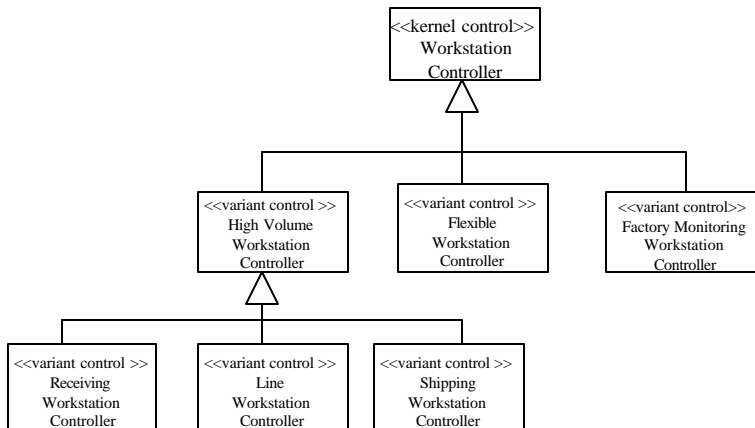 <<kernel control>>
Workstation
Controller
<<variant control >>
High Volume
Workstation
Controller
<<variant control >>
Flexible
Workstation
Controller
<<variant control>>
Factory Monitoring
Workstation
Controller
<<variant control >>
Receiving
Workstation
Controller
<<variant control >>
Line
Workstation
Controller
<<variant control >>
Shipping
Workstation
Controller